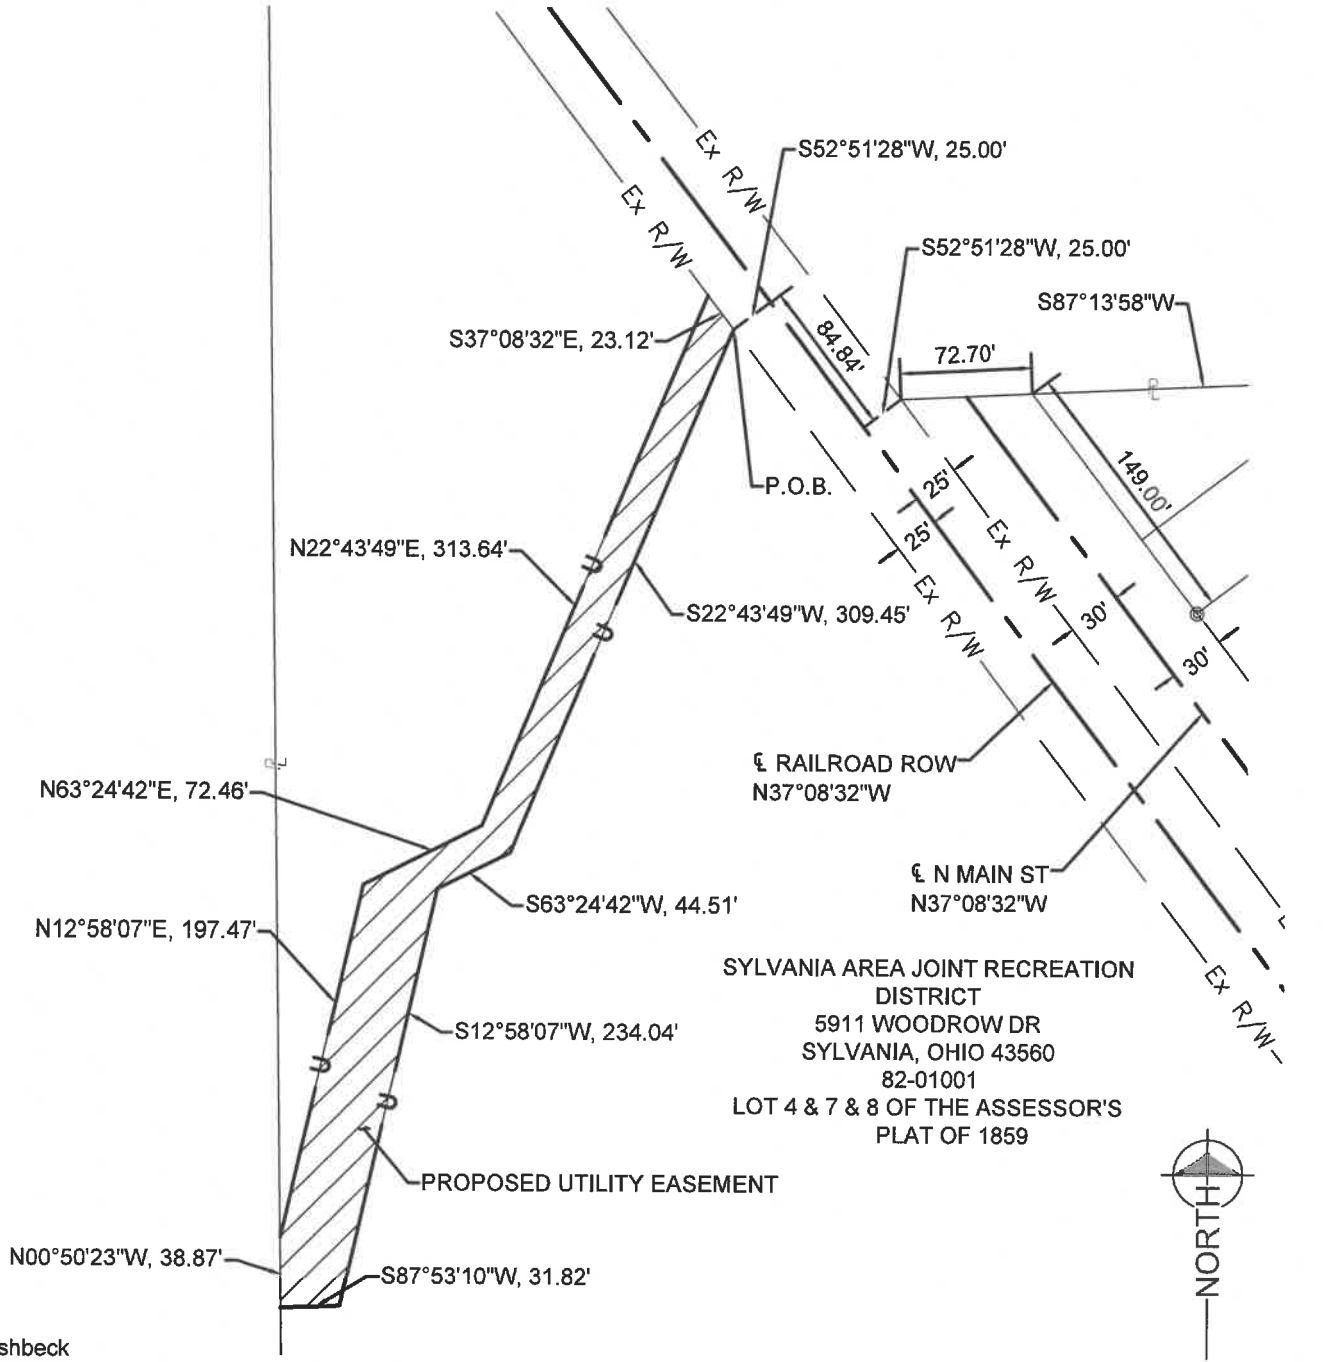 Ex R/W
S52°51'28"W, 25.00'
Ex R/W
S52°51'28"W, 25.00'
S87°13'58"W
S37°08'32"E, 23.12'
84.84'
72.70'
149.00'
P.O.B.
25'
25'
Ex R/W
Ex R/W
N22°43'49"E, 313.64'
S22°43'49"W, 309.45'
30'
30'
℄ RAILROAD ROW
N37°08'32"W
N63°24'42"E, 72.46'
℄ N MAIN ST
N37°08'32"W
S63°24'42"W, 44.51'
N12°58'07"E, 197.47'
Ex R/W
SYLVANIA AREA JOINT RECREATION
DISTRICT
5911 WOODROW DR
SYLVANIA, OHIO 43560
82-01001
LOT 4 & 7 & 8 OF THE ASSESSOR'S
PLAT OF 1859
S12°58'07"W, 234.04'
PROPOSED UTILITY EASEMENT
N00°50'23"W, 38.87'
S87°53'10"W, 31.82'
NORTH
shbeck